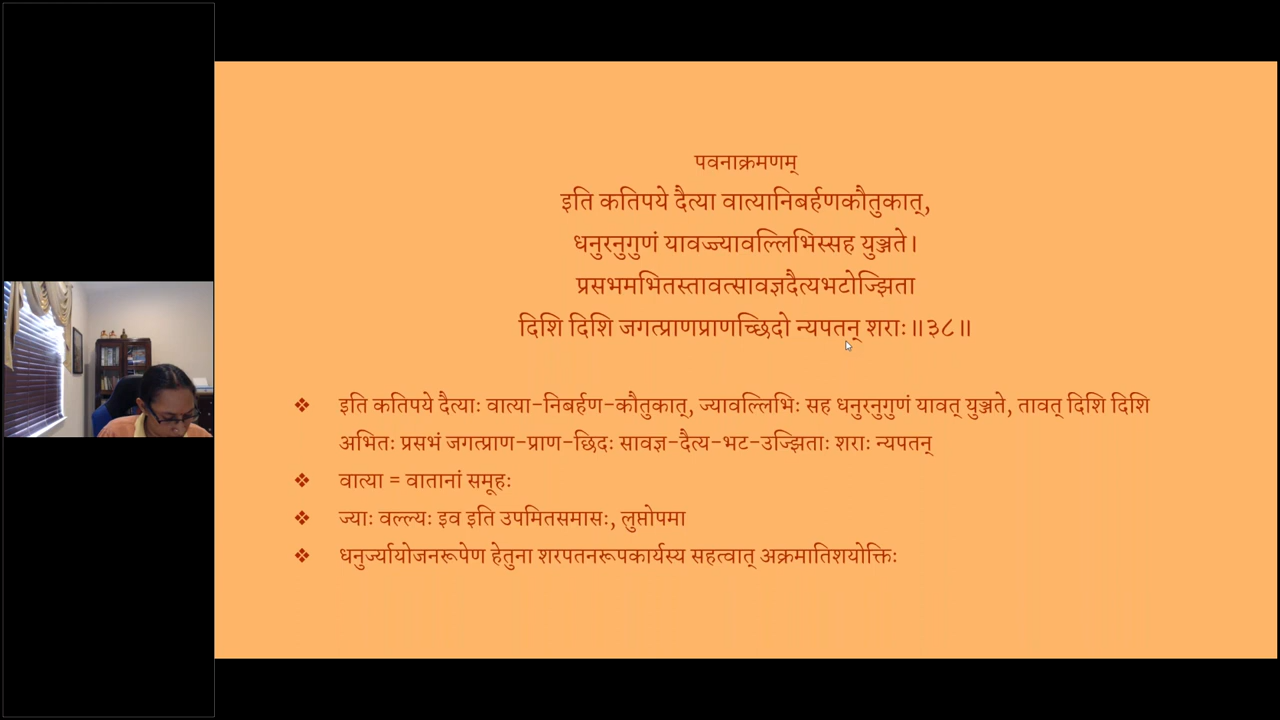 पवनाक्रमणम्
इति कतिपये दैत्या वात्यानिबर्हणकौतुकात्,
धनुरनुगुणं यावज्ज्यावल्लिभिस्सह युञ्जते।
प्रसभमभितस्तावत्सावज्ञदैत्यभटोज्झिता
दिशि दिशि जगत्प्राणप्राणच्छिदो न्यपतन् शराः॥३८॥
❖ इति कतिपये दैत्याः वात्या-निबर्हण-कौतुकात्, ज्यावल्लिभिः सह धनुरनुगुणं यावत् युञ्जते, तावत् दिशि दिशि
अभितः प्रसभं जगत्प्राण-प्राण-छिदः सावज्ञ-दैत्य-भट-उज्झिताः शराः न्यपतन्
❖ वात्या = वातानां समूहः
❖ ज्याः वल्ल्यः इव इति उपमितसमासः, लुप्तोपमा
❖ धनुर्ज्यायोजनरूपेण हेतुना शरपतनरूपकार्यस्य सहत्वात् अक्रमातिशयोक्तिः